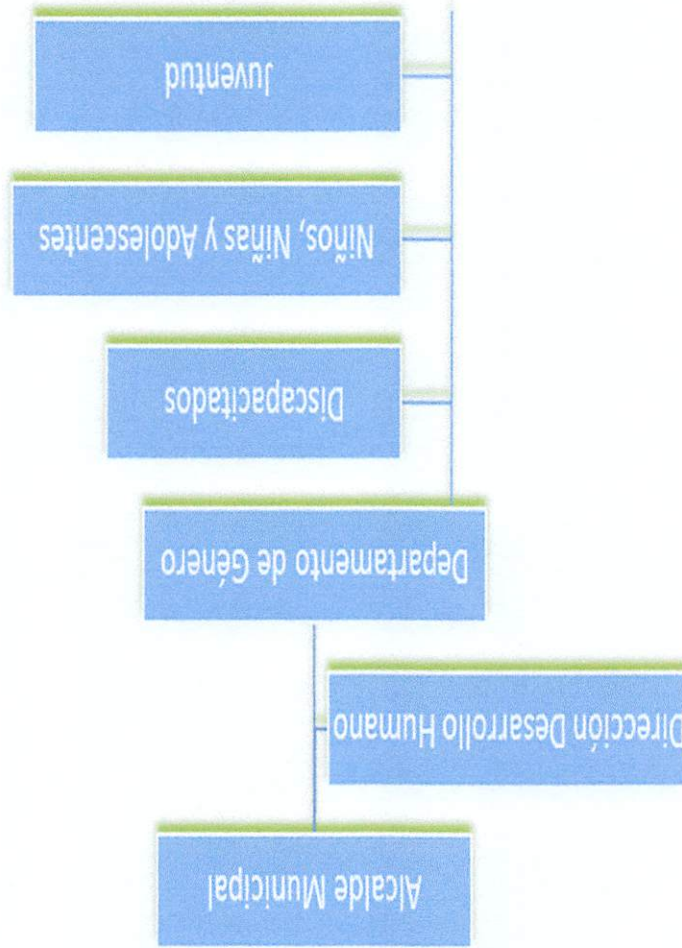 Alcalde Municipal
Dirección Desarrollo Humano
Departamento de Género
Discapacitados
Niños, Niñas y Adolescentes
Juventud